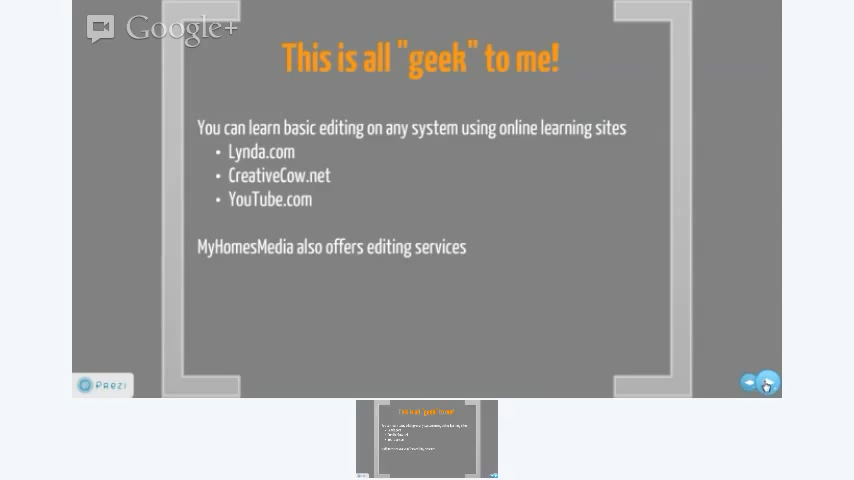 Google+
This is all "geek" to me!
You can learn basic editing on any system using online learning sites
• Lynda.com
• CreativeCow.net
• YouTube.com
MyHomesMedia also offers editing services
Prezi